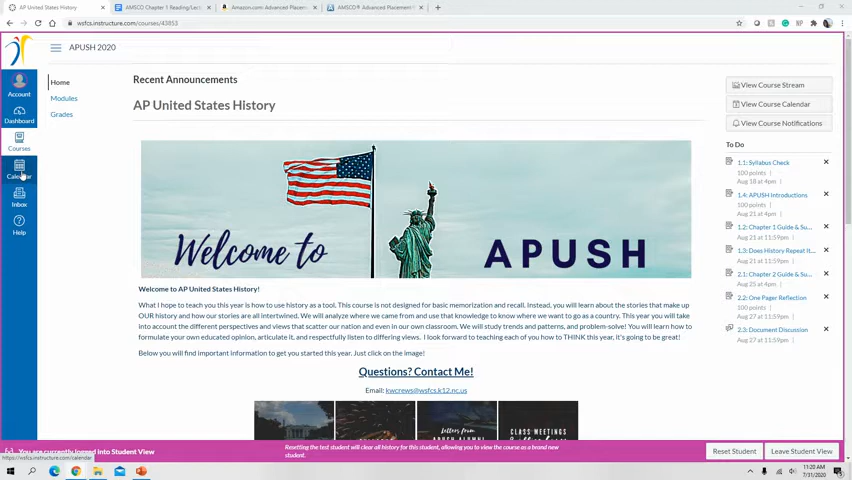 AP United States History
AMSCO Chapter 1 Reading/Lect
Amazon.com: Advanced Placem
AMSCO® Advanced Placement
wsfcs.instructure.com/courses/43853
APUSH 2020
Account
Dashboard
Courses
Calendar
Inbox
Help
Home
Modules
Grades
Recent Announcements
AP United States History
Welcome to
APUSH
Welcome to AP United States History!
What I hope to teach you this year is how to use history as a tool. This course is not designed for basic memorization and recall. Instead, you will learn about the stories that make up
OUR history and how our stories are all intertwined. We will analyze where we came from and use that knowledge to know where we want to go as a country. This year you will take
into account the different perspectives and views that scatter our nation and even in our own classroom. We will study trends and patterns, and problem-solve! You will learn how to
formulate your own educated opinion, articulate it, and respectfully listen to differing views. I look forward to teaching each of you how to THINK this year, it's going to be great!
Below you will find important information to get you started this year. Just click on the image!
Questions? Contact Me!
Email: kwcrews@wsfcs.k12.nc.us
Letters from
APUSH ALUMNI
CLASS MEETINGS
View Course Stream
View Course Calendar
View Course Notifications
To Do
1.1: Syllabus Check
100 points |
Aug 18 at 4pm
1.4: APUSH Introductions
100 points |
Aug 21 at 4pm
1.2: Chapter 1 Guide & Su...
Aug 21 at 11:59pm
1.3: Does History Repeat It...
Aug 21 at 11:59pm
2.1: Chapter 2 Guide & Su...
Aug 25 at 4pm
2.2: One Pager Reflection
Aug 27 at 11:59pm
2.3: Document Discussion
Aug 27 at 11:59pm
You are currently logged into Student View
Resetting the test student will clear all history for this student, allowing you to view the course as a brand new
student.
Reset Student
Leave Student View
https://wsfcs.instructure.com/calendar
11:20 AM
7/31/2020